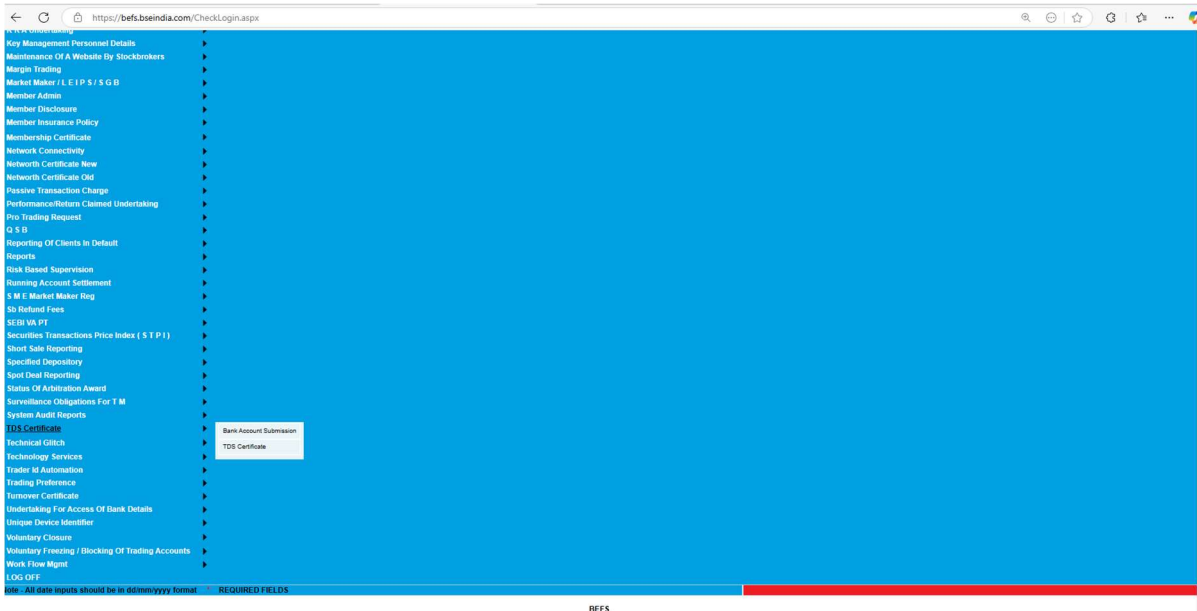 https://befs.bseindia.com/CheckLogin.aspx
Key Management Personnel Details
Maintenance Of A Website By Stockbrokers
Margin Trading
Market Maker / L E I P S / S G B
Member Admin
Member Disclosure
Member Insurance Policy
Membership Certificate
Network Connectivity
Networth Certificate New
Networth Certificate Old
Passive Transaction Charge
Performance/Return Claimed Undertaking
Pro Trading Request
Q S B
Reporting Of Clients In Default
Reports
Risk Based Supervision
Running Account Settlement
S M E Market Maker Reg
Sb Refund Fees
SEBI VA PT
Securities Transactions Price Index ( S T P I )
Short Sale Reporting
Specified Depository
Spot Deal Reporting
Status Of Arbitration Award
Surveillance Obligations For T M
System Audit Reports
TDS Certificate
Bank Account Submission
TDS Certificate
Technical Glitch
Technology Services
Trader Id Automation
Trading Preference
Turnover Certificate
Undertaking For Access Of Bank Details
Unique Device Identifier
Voluntary Closure
Voluntary Freezing / Blocking Of Trading Accounts
Work Flow Mgmt
LOG OFF
ote - All date inputs should be in dd/mm/yyyy format * REQUIRED FIELDS
BEFS